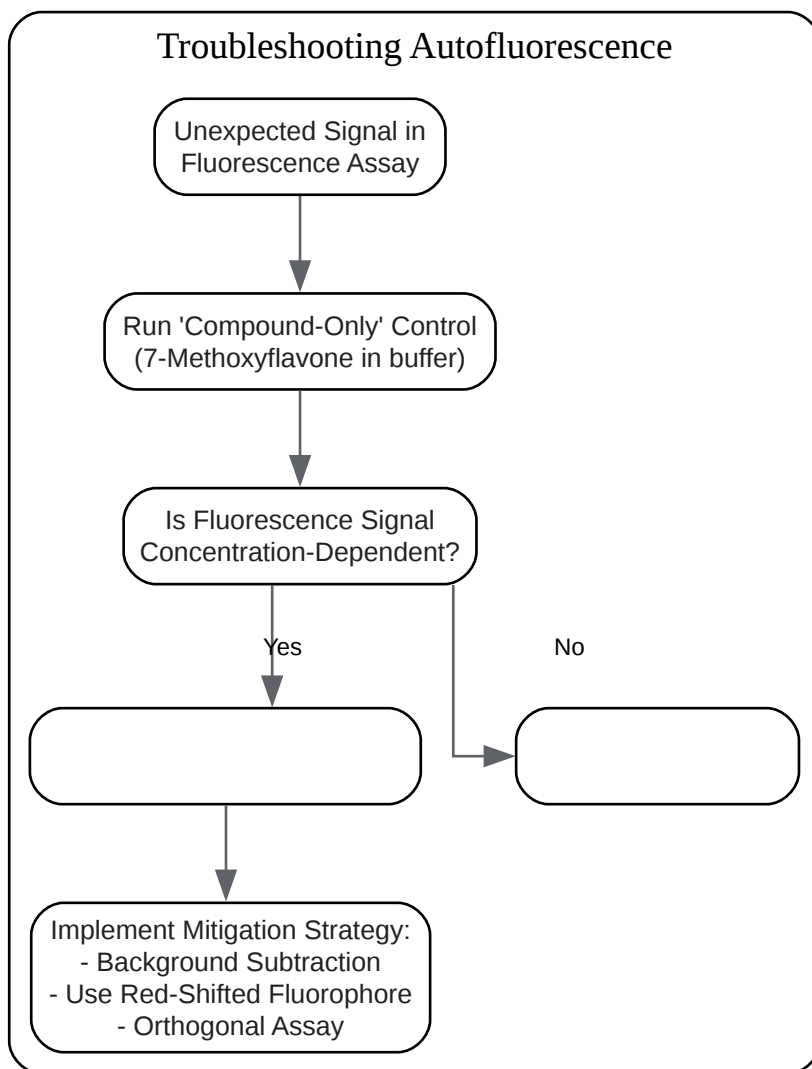 Troubleshooting Autofluorescence
Unexpected Signal in
Fluorescence Assay
Run 'Compound-Only' Control
(7-Methoxyflavone in buffer)
Is Fluorescence Signal
Concentration-Dependent?
Yes
No
Implement Mitigation Strategy:
- Background Subtraction
- Use Red-Shifted Fluorophore
- Orthogonal Assay